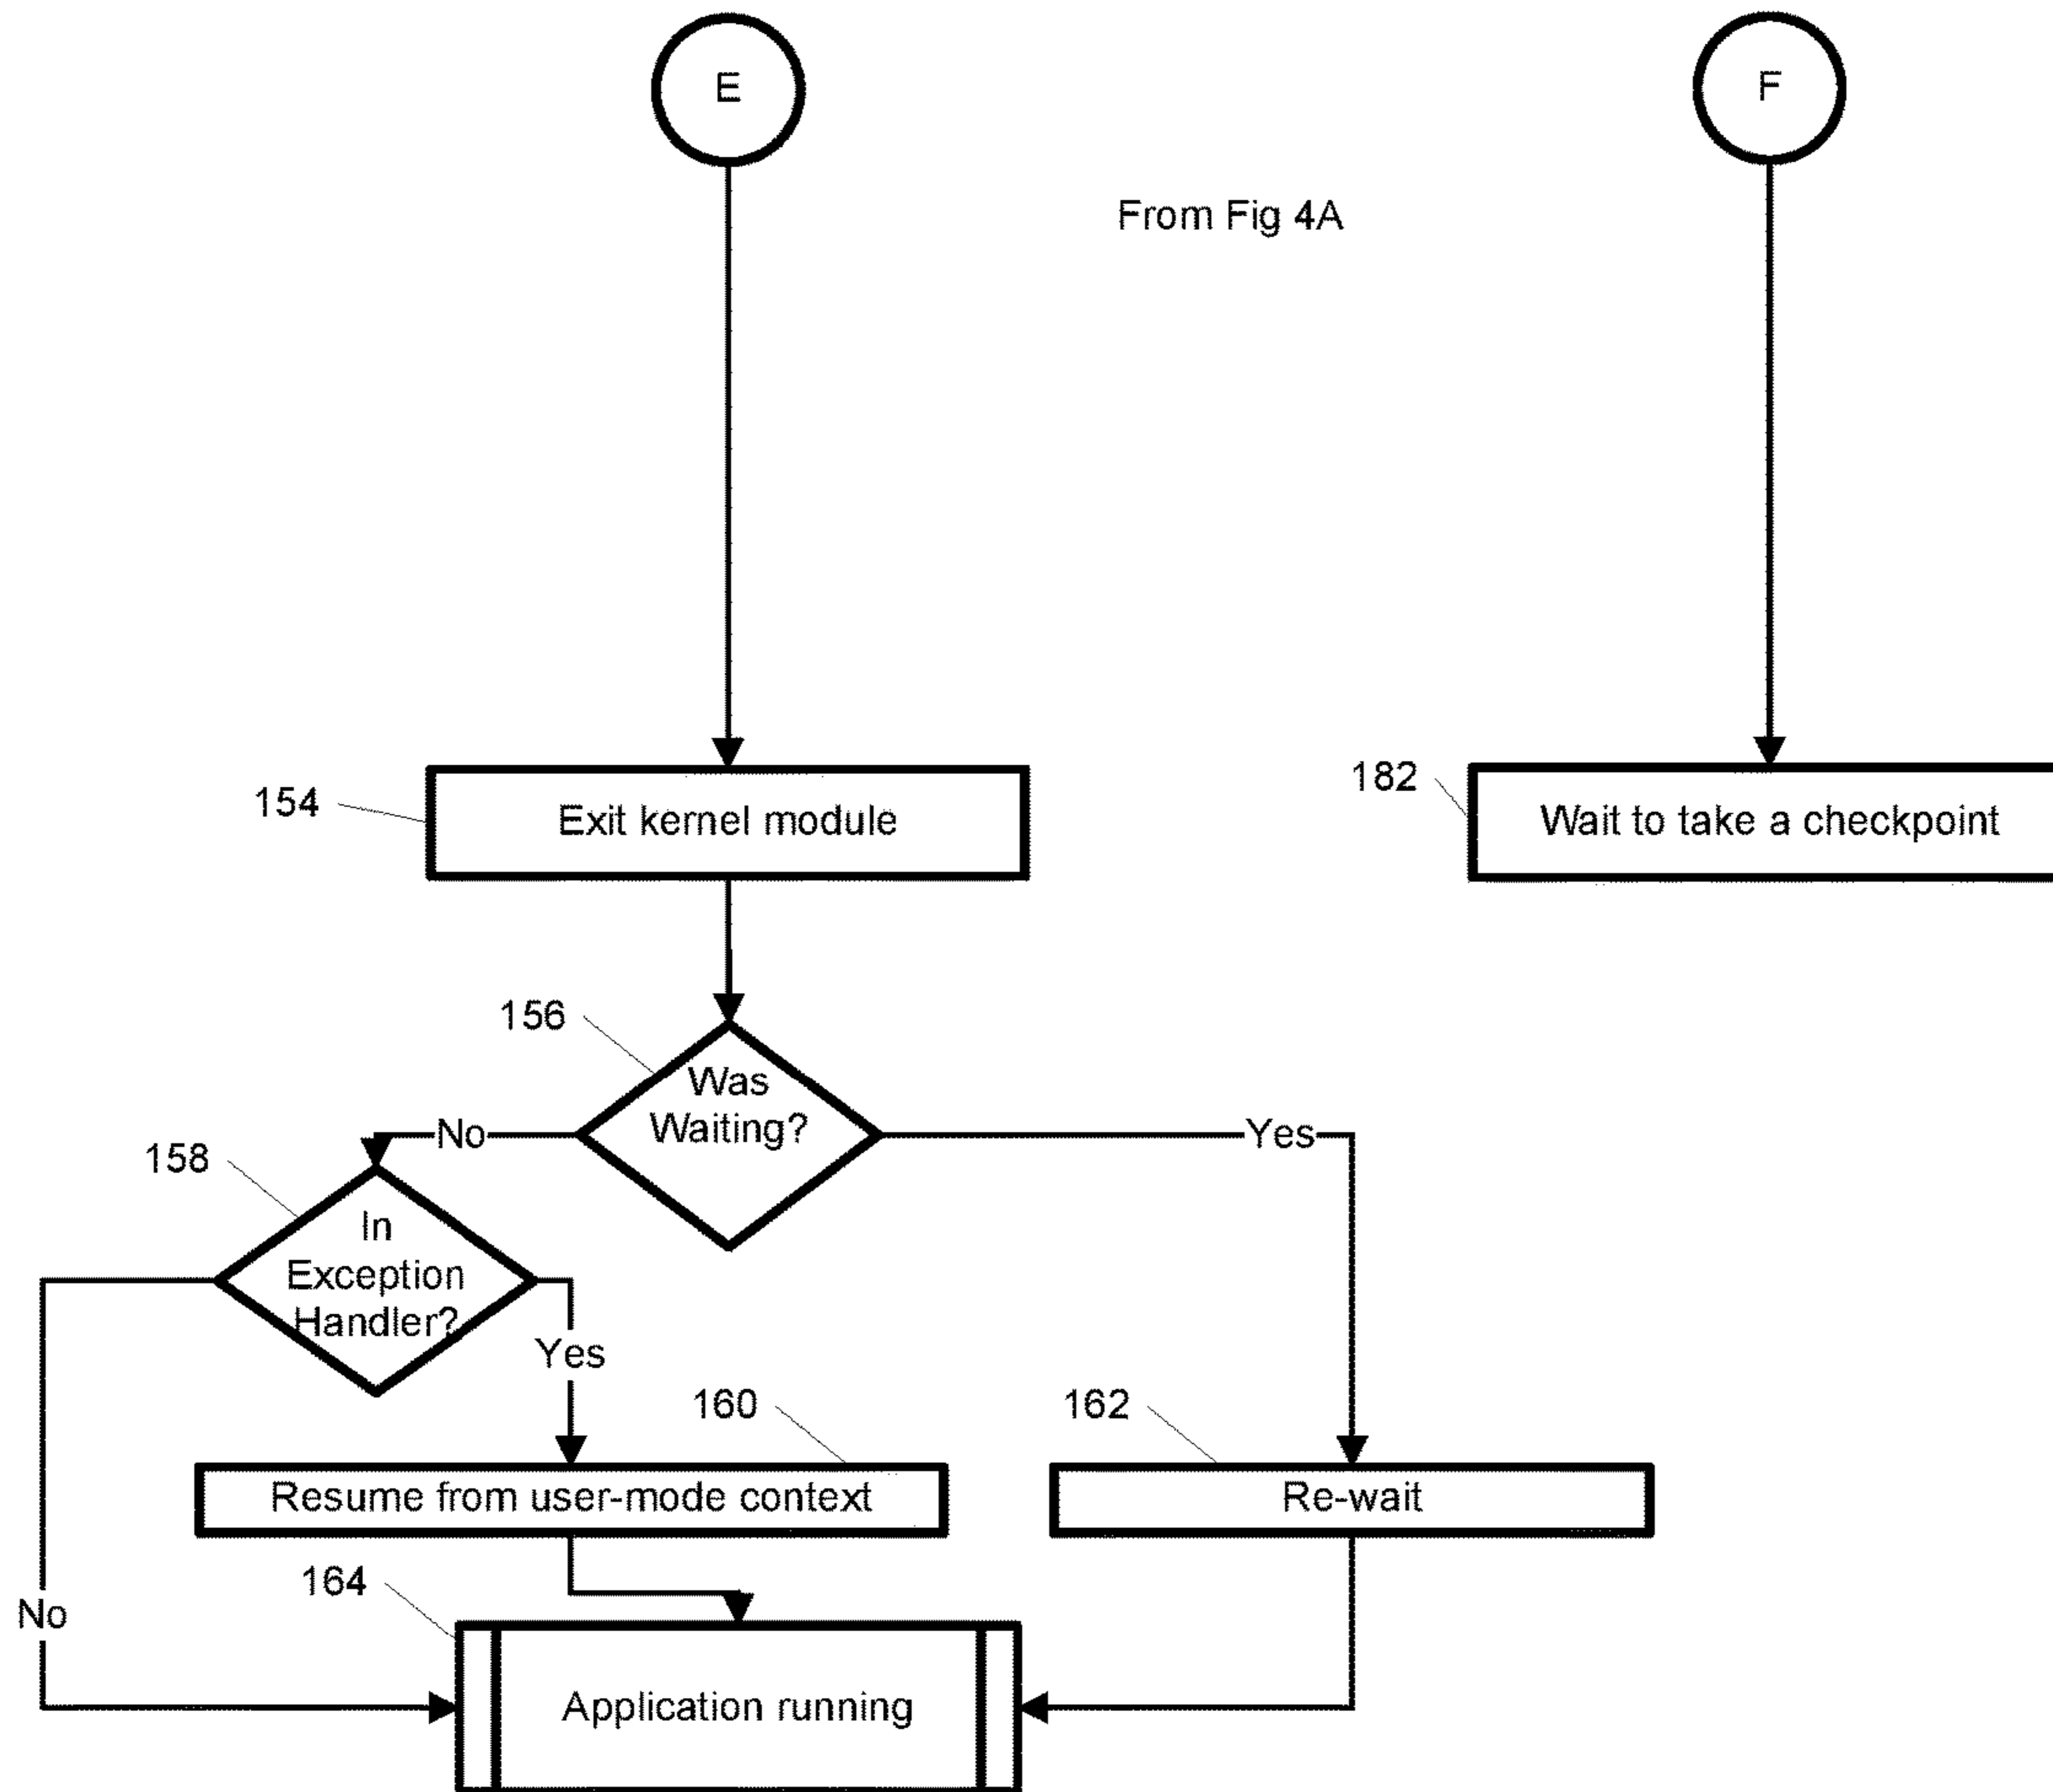 E
F
From Fig 4A
154
Exit kernel module
182
Wait to take a checkpoint
156
Was
Waiting?
No
Yes
158
In
Exception
Handler?
Yes
160
162
Resume from user-mode context
Re-wait
164
No
Application running